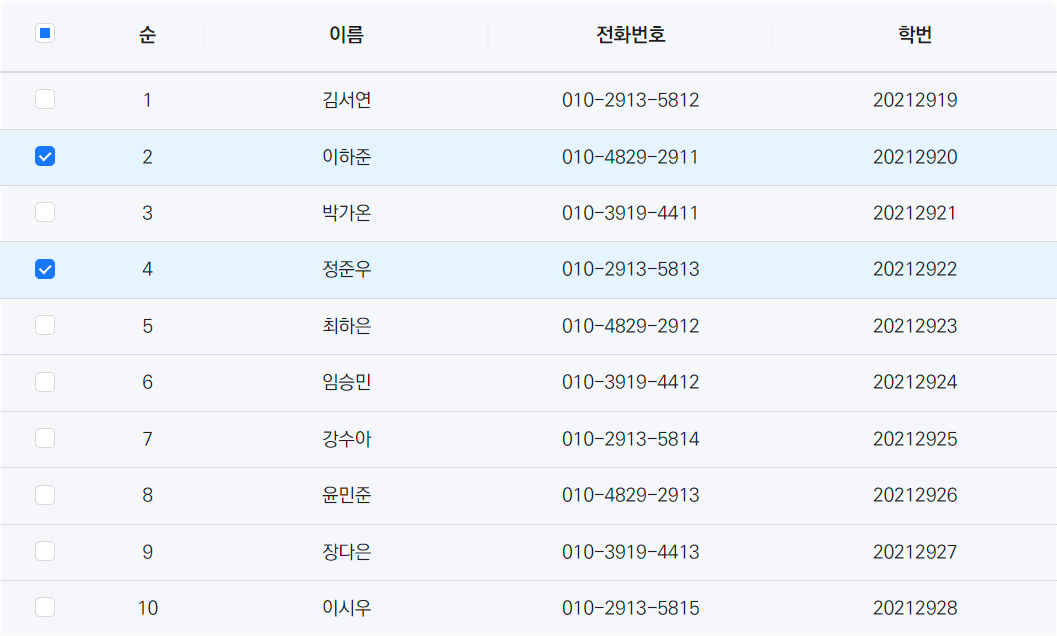 순 이름 전화번호 학번
1 김서연 010-2913-5812 20212919
2 이하준 010-4829-2911 20212920
3 박가온 010-3919-4411 20212921
4 정준우 010-2913-5813 20212922
5 최하은 010-4829-2912 20212923
6 임승민 010-3919-4412 20212924
7 강수아 010-2913-5814 20212925
8 윤민준 010-4829-2913 20212926
9 장다은 010-3919-4413 20212927
10 이시우 010-2913-5815 20212928